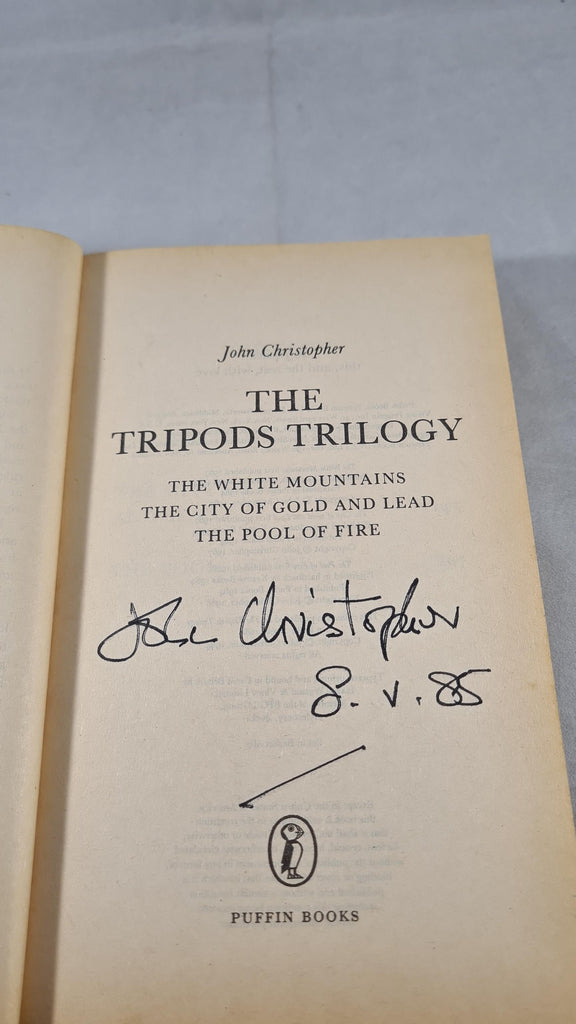 John Christopher
THE
TRIPODS TRILOGY
THE WHITE MOUNTAINS
THE CITY OF GOLD AND LEAD
THE POOL OF FIRE
John Christopher
8. v. 85
PUFFIN BOOKS